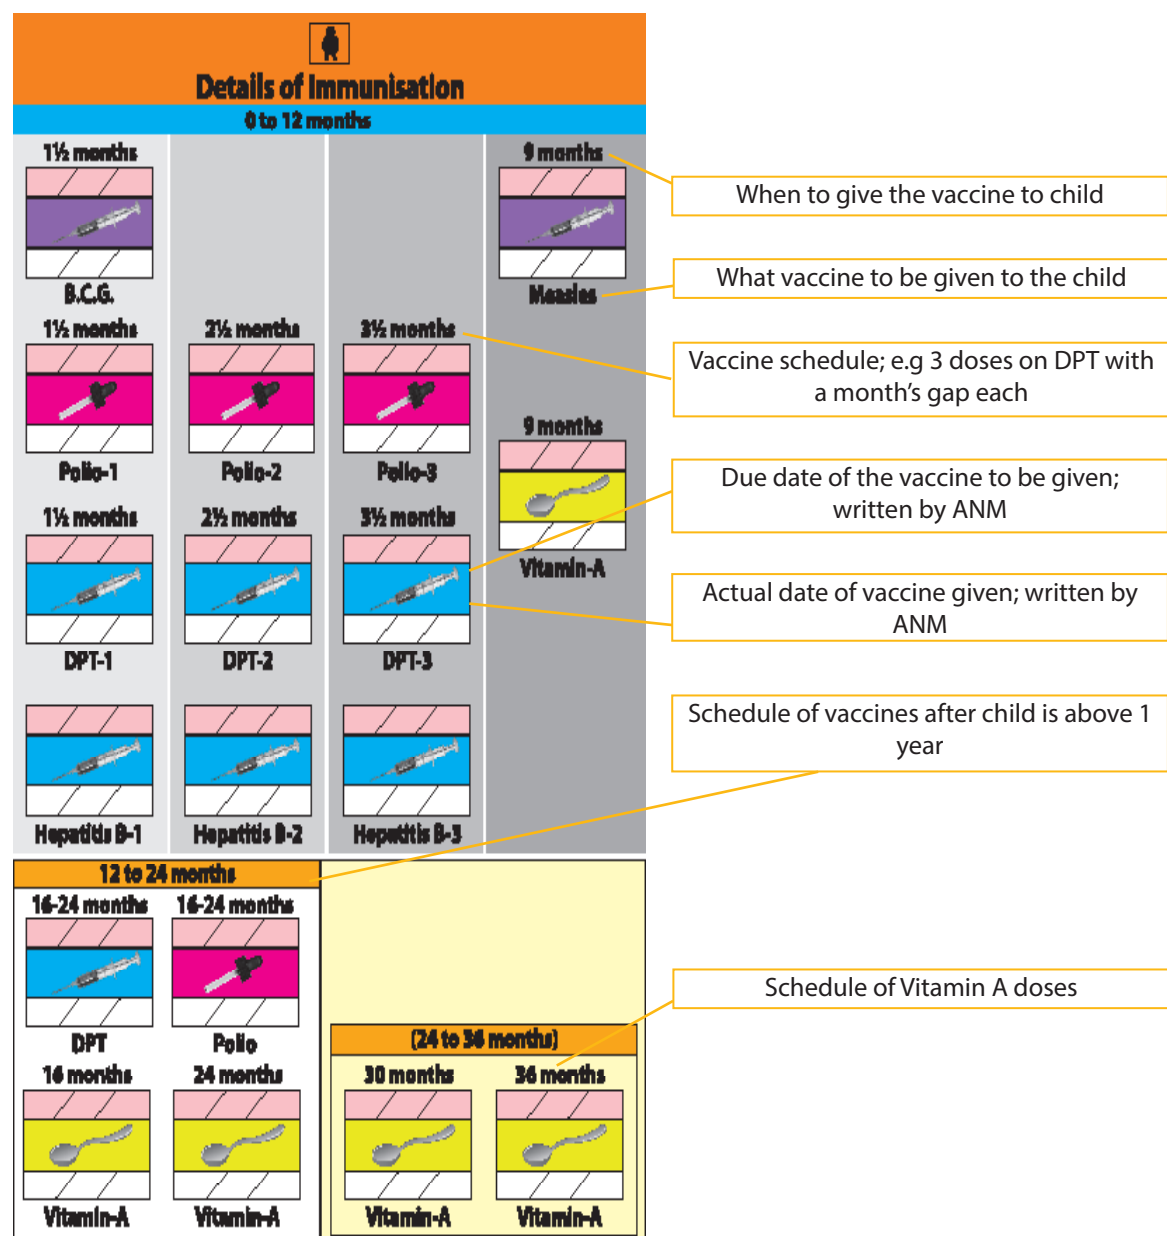 Details of Immunisation
0 to 12 months
1½ months
9 months
B.C.G.
Measles
1½ months
2½ months
3½ months
Polio-1
Polio-2
Polio-3
9 months
Vitamin-A
1½ months
2½ months
3½ months
DPT-1
DPT-2
DPT-3
Hepatitis B-1
Hepatitis B-2
Hepatitis B-3
12 to 24 months
16-24 months
16-24 months
DPT
Polio
16 months
24 months
Vitamin-A
Vitamin-A
(24 to 36 months)
30 months
36 months
Vitamin-A
Vitamin-A
When to give the vaccine to child
What vaccine to be given to the child
Vaccine schedule; e.g 3 doses on DPT with
a month’s gap each
Due date of the vaccine to be given;
written by ANM
Actual date of vaccine given; written by
ANM
Schedule of vaccines after child is above 1
year
Schedule of Vitamin A doses